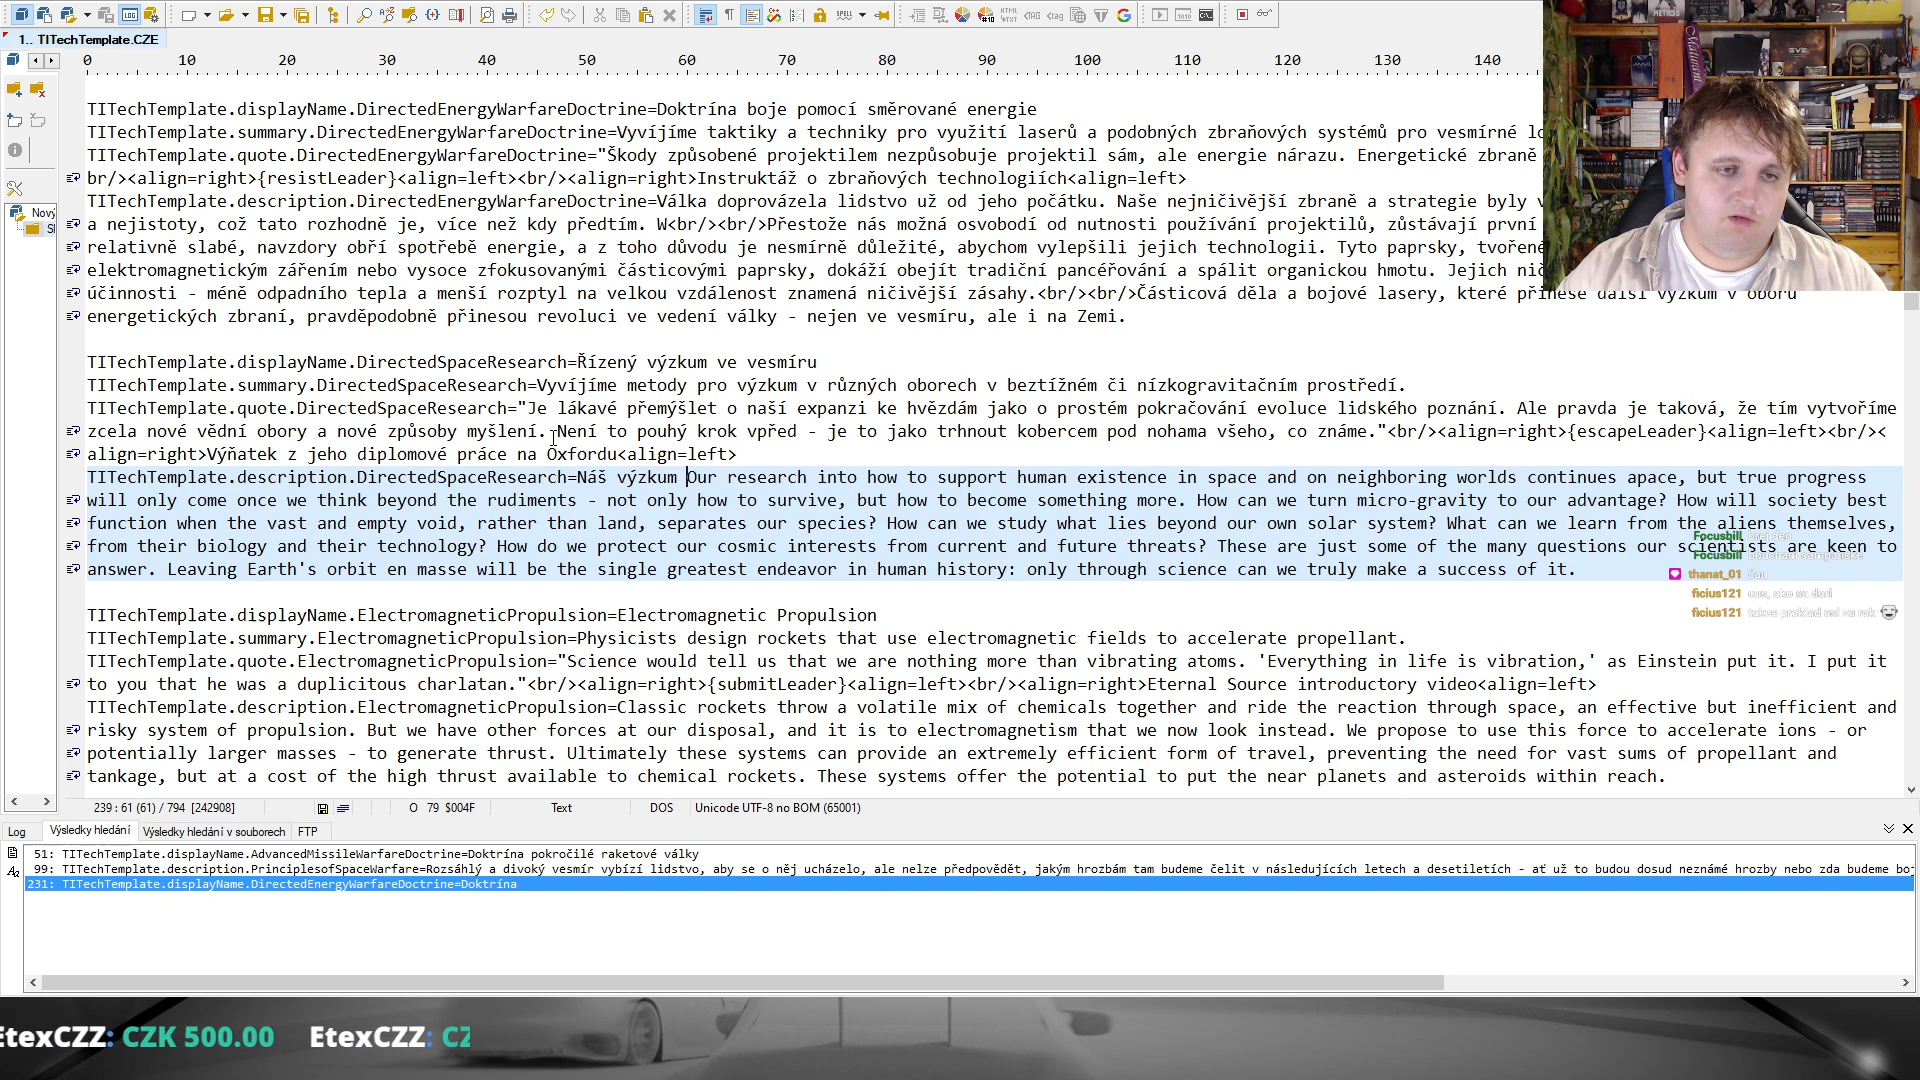 1.. TITechTemplate.CZE
0 10 20 30 40 50 60 70 80 90 100 110 120 130 140
TITechTemplate.displayName.DirectedEnergyWarfareDoctrine=Doktrína boje pomocí směrované energie
TITechTemplate.summary.DirectedEnergyWarfareDoctrine=Vyvíjíme taktiky a techniky pro využití laserů a podobných zbraňových systémů pro vesmírné lo
TITechTemplate.quote.DirectedEnergyWarfareDoctrine="Škody způsobené projektilem nezpůsobuje projektil sám, ale energie nárazu. Energetické zbraně
br/><align=right>{resistLeader}<align=left><br/><align=right>Instruktáž o zbraňových technologiích<align=left>
TITechTemplate.description.DirectedEnergyWarfareDoctrine=Válka doprovázela lidstvo už od jeho počátku. Naše nejničivější zbraně a strategie byly v
a nejistoty, což tato rozhodně je, více než kdy předtím. W<br/><br/>Přestože nás možná osvobodí od nutnosti používání projektilů, zůstávají první
relativně slabé, navzdory obří spotřebě energie, a z toho důvodu je nesmírně důležité, abychom vylepšili jejich technologii. Tyto paprsky, tvořené
elektromagnetickým zářením nebo vysoce zfokusovanými částicovými paprsky, dokáží obejít tradiční pancéřování a spálit organickou hmotu. Jejich nič
účinnosti - méně odpadního tepla a menší rozptyl na velkou vzdálenost znamená ničivější zásahy.<br/><br/>Částicová děla a bojové lasery, které přinese další výzkum v oboru
energetických zbraní, pravděpodobně přinesou revoluci ve vedení války - nejen ve vesmíru, ale i na Zemi.
TITechTemplate.displayName.DirectedSpaceResearch=Řízený výzkum ve vesmíru
TITechTemplate.summary.DirectedSpaceResearch=Vyvíjíme metody pro výzkum v různých oborech v beztížném či nízkogravitačním prostředí.
TITechTemplate.quote.DirectedSpaceResearch="Je lákavé přemýšlet o naší expanzi ke hvězdám jako o prostém pokračování evoluce lidského poznání. Ale pravda je taková, že tím vytvoříme
zcela nové vědní obory a nové způsoby myšlení. Není to pouhý krok vpřed - je to jako trhnout kobercem pod nohama všeho, co známe."<br/><align=right>{escapeLeader}<align=left><br/><
align=right>Výňatek z jeho diplomové práce na Oxfordu<align=left>
TITechTemplate.description.DirectedSpaceResearch=Náš výzkum Our research into how to support human existence in space and on neighboring worlds continues apace, but true progress
will only come once we think beyond the rudiments - not only how to survive, but how to become something more. How can we turn micro-gravity to our advantage? How will society best
function when the vast and empty void, rather than land, separates our species? How can we study what lies beyond our own solar system? What can we learn from the aliens themselves,
from their biology and their technology? How do we protect our cosmic interests from current and future threats? These are just some of the many questions our scientists are keen to
answer. Leaving Earth's orbit en masse will be the single greatest endeavor in human history: only through science can we truly make a success of it.
Focusbill
Focusbill
thanat_01 čau
ficius121
ficius121
TITechTemplate.displayName.ElectromagneticPropulsion=Electromagnetic Propulsion
TITechTemplate.summary.ElectromagneticPropulsion=Physicists design rockets that use electromagnetic fields to accelerate propellant.
TITechTemplate.quote.ElectromagneticPropulsion="Science would tell us that we are nothing more than vibrating atoms. 'Everything in life is vibration,' as Einstein put it. I put it
to you that he was a duplicitous charlatan."<br/><align=right>{submitLeader}<align=left><br/><align=right>Eternal Source introductory video<align=left>
TITechTemplate.description.ElectromagneticPropulsion=Classic rockets throw a volatile mix of chemicals together and ride the reaction through space, an effective but inefficient and
risky system of propulsion. But we have other forces at our disposal, and it is to electromagnetism that we now look instead. We propose to use this force to accelerate ions - or
potentially larger masses - to generate thrust. Ultimately these systems can provide an extremely efficient form of travel, preventing the need for vast sums of propellant and
tankage, but at a cost of the high thrust available to chemical rockets. These systems offer the potential to put the near planets and asteroids within reach.
239 : 61 (61) / 794 [242908] O 79 $004F Text DOS Unicode UTF-8 no BOM (65001)
Log Výsledky hledání Výsledky hledání v souborech FTP
51: TITechTemplate.displayName.AdvancedMissileWarfareDoctrine=Doktrína pokročilé raketové války
99: TITechTemplate.description.PrinciplesofSpaceWarfare=Rozsáhlý a divoký vesmír vybízí lidstvo, aby se o něj ucházelo, ale nelze předpovědět, jakým hrozbám tam budeme čelit v následujících letech a desetiletích - ať už to budou dosud neznámé hrozby nebo zda budeme bo
231: TITechTemplate.displayName.DirectedEnergyWarfareDoctrine=Doktrína
EtexCZZ: CZK 500.00 EtexCZZ: CZ